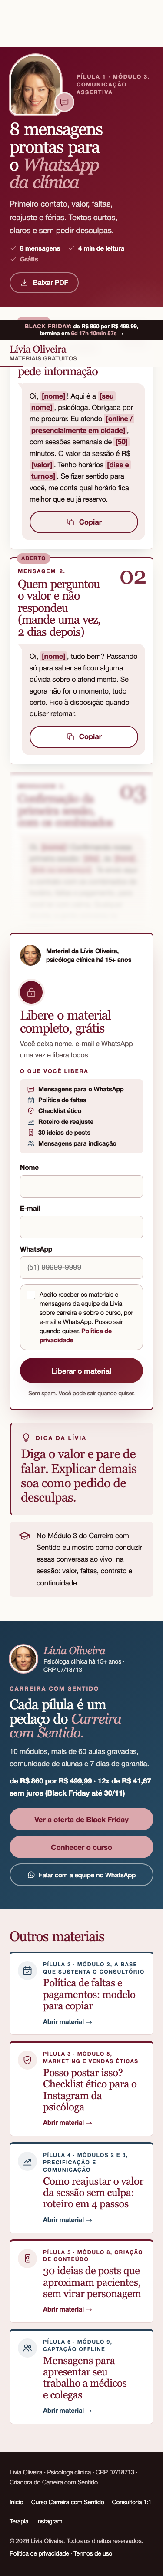 PÍLULA 1 · MÓDULO 3,
COMUNICAÇÃO
ASSERTIVA
8 mensagens
prontas para
o WhatsApp
da clínica
Primeiro contato, valor, faltas,
reajuste e férias. Textos curtos,
claros e sem pedir desculpas.
8 mensagens
4 min de leitura
Grátis
Baixar PDF
BLACK FRIDAY: de R$ 860 por R$ 499,99,
termina em 6d 17h 10min 57s →
Lívia Oliveira
MATERIAIS GRATUITOS
pede informação
Oi, [nome]! Aqui é a [seu
nome], psicóloga. Obrigada por
me procurar. Eu atendo [online /
presencialmente em cidade],
com sessões semanais de [50]
minutos. O valor da sessão é R$
[valor]. Tenho horários [dias e
turnos]. Se fizer sentido para
você, me conta qual horário fica
melhor que eu já reservo.
Copiar
ABERTO
MENSAGEM 2.
02
Quem perguntou
o valor e não
respondeu
(mande uma vez,
2 dias depois)
Oi, [nome], tudo bem? Passando
só para saber se ficou alguma
dúvida sobre o atendimento. Se
agora não for o momento, tudo
certo. Fico à disposição quando
quiser retomar.
Copiar
03
Material da Lívia Oliveira,
psicóloga clínica há 15+ anos
Libere o material
completo, grátis
Você deixa nome, e-mail e WhatsApp
uma vez e libera todos.
O QUE VOCÊ LIBERA
Mensagens para o WhatsApp
Política de faltas
Checklist ético
Roteiro de reajuste
30 ideias de posts
Mensagens para indicação
Nome
E-mail
WhatsApp
(51) 99999-9999
Aceito receber os materiais e
mensagens da equipe da Lívia
sobre carreira e sobre o curso, por
e-mail e WhatsApp. Posso sair
quando quiser. Política de
privacidade
Liberar o material
Sem spam. Você pode sair quando quiser.
DICA DA LÍVIA
Diga o valor e pare de
falar. Explicar demais
soa como pedido de
desculpas.
No Módulo 3 do Carreira com
Sentido eu mostro como conduzir
essas conversas ao vivo, na
sessão: valor, faltas, contrato e
continuidade.
Lívia Oliveira
Psicóloga clínica há 15+ anos ·
CRP 07/18713
CARREIRA COM SENTIDO
Cada pílula é um
pedaço do Carreira
com Sentido.
10 módulos, mais de 60 aulas gravadas,
comunidade de alunas e 7 dias de garantia.
de R$ 860 por R$ 499,99 · 12x de R$ 41,67
sem juros (Black Friday até 30/11)
Ver a oferta de Black Friday
Conhecer o curso
Falar com a equipe no WhatsApp
Outros materiais
PÍLULA 2 · MÓDULO 2, A BASE
QUE SUSTENTA O CONSULTÓRIO
Política de faltas e
pagamentos: modelo
para copiar
Abrir material →
PÍLULA 3 · MÓDULO 5,
MARKETING E VENDAS ÉTICAS
Posso postar isso?
Checklist ético para o
Instagram da
psicóloga
Abrir material →
PÍLULA 4 · MÓDULOS 2 E 3,
PRECIFICAÇÃO E
COMUNICAÇÃO
Como reajustar o valor
da sessão sem culpa:
roteiro em 4 passos
Abrir material →
PÍLULA 5 · MÓDULO 8, CRIAÇÃO
DE CONTEÚDO
30 ideias de posts que
aproximam pacientes,
sem virar personagem
Abrir material →
PÍLULA 6 · MÓDULO 9,
CAPTAÇÃO OFFLINE
Mensagens para
apresentar seu
trabalho a médicos
e colegas
Abrir material →
Lívia Oliveira · Psicóloga clínica · CRP 07/18713 ·
Criadora do Carreira com Sentido
Início Curso Carreira com Sentido Consultoria 1:1
Terapia Instagram
© 2026 Lívia Oliveira. Todos os direitos reservados.
Política de privacidade · Termos de uso